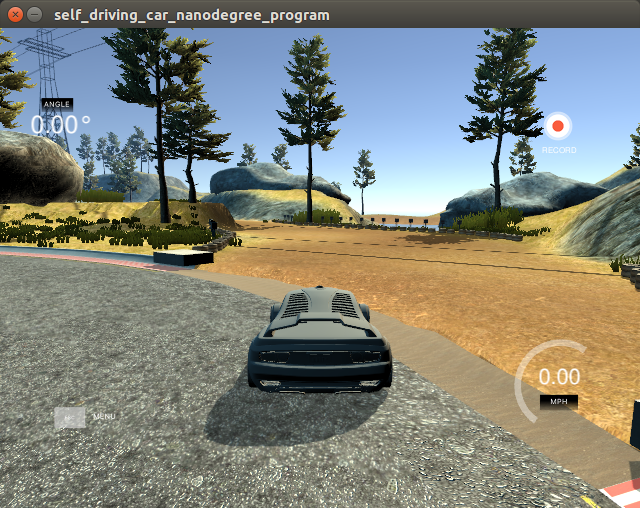 self_driving_car_nanodegree_program
ANGLE
0.00°
RECORD
0.00
MPH
MENU